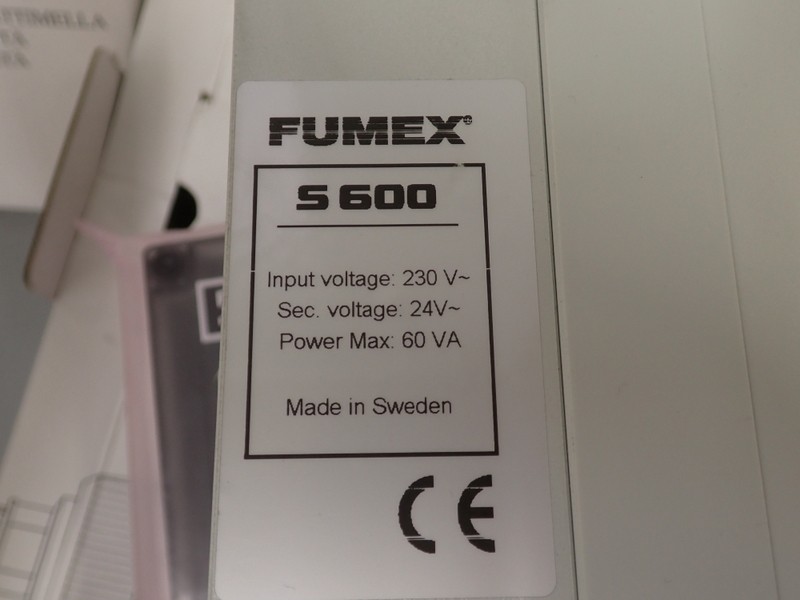 FUMEX®
S 600
Input voltage: 230 V~
Sec. voltage: 24V~
Power Max: 60 VA
Made in Sweden
CE